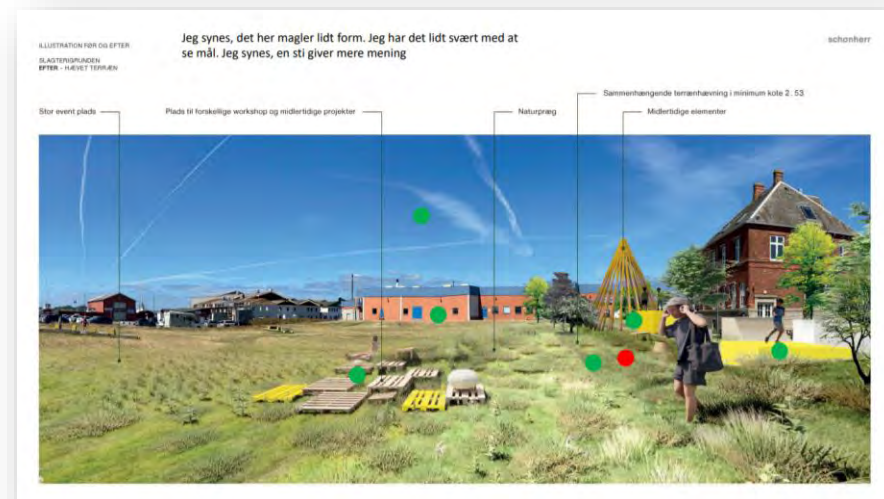 ILLUSTRATION FØR OG EFTER
SLAGTERIGRUNDEN
EFTER – HÆVET TERRÆN
Jeg synes, det her magler lidt form. Jeg har det lidt svært med at
se mål. Jeg synes, en sti giver mere mening
schønherr
Sammenhængende terrænhævning i minimum kote 2. 53
Stor event plads
Plads til forskellige workshop og midlertidige projekter
Naturpræg
Midlertidige elementer